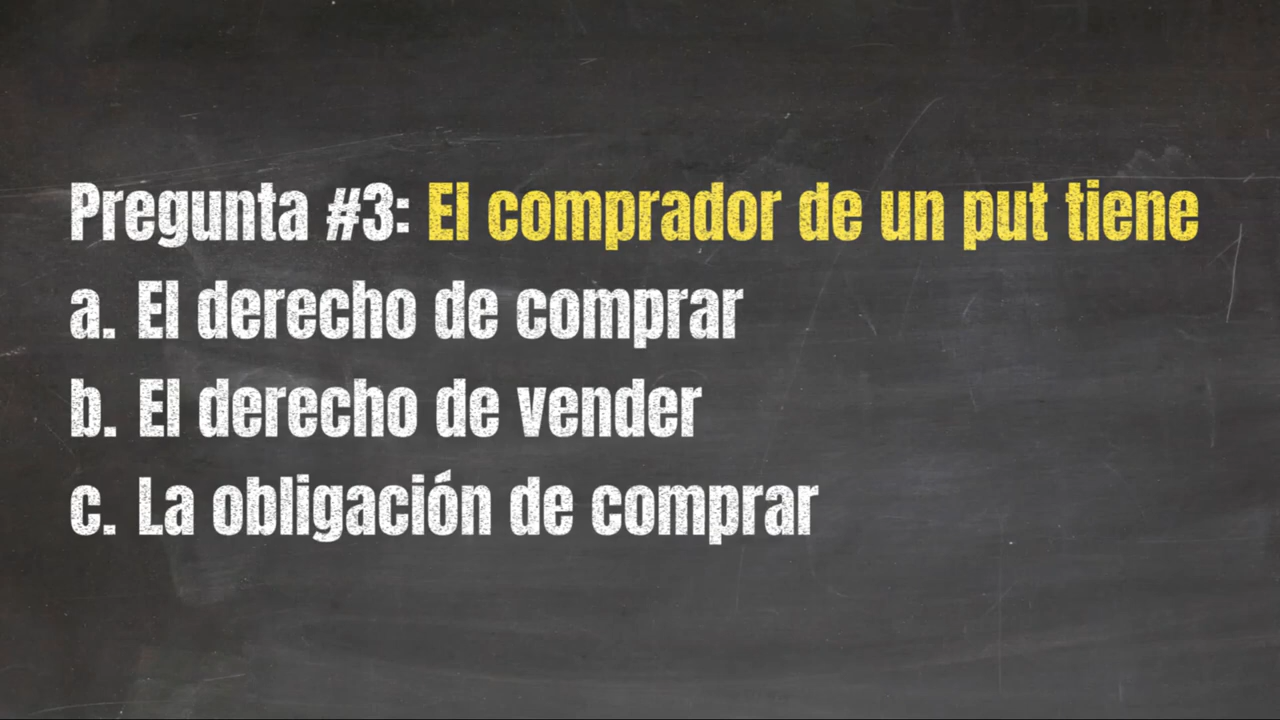 Pregunta #3: El comprador de un put tiene
a. El derecho de comprar
b. El derecho de vender
c. La obligación de comprar